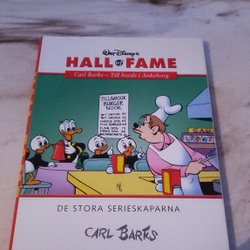 Walt Disney's
HALL of FAME
Carl Barks – Till bords i Ankeborg
TILLAMOOK
BURGER
NOOK
DE STORA SERIESKAPARNA
CARL BARKS